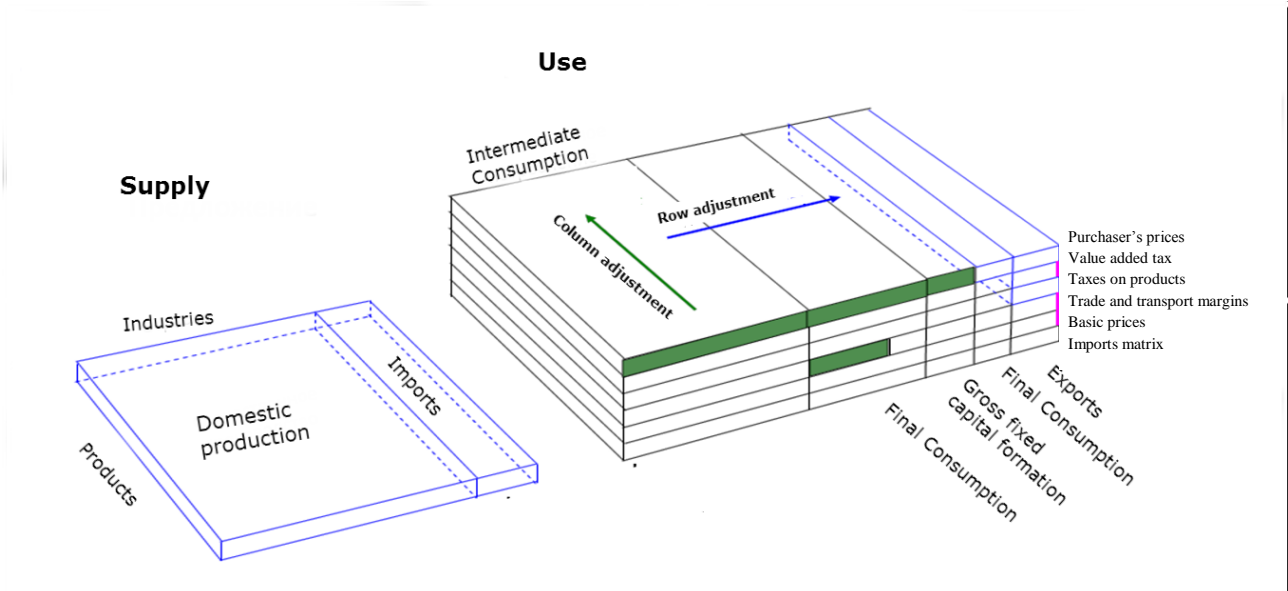 Use
Intermediate
Consumption
Supply
Row adjustment
Column adjustment
Purchaser's prices
Value added tax
Taxes on products
Trade and transport margins
Basic prices
Imports matrix
Industries
Imports
Domestic
production
Products
Exports
Final Consumption
Gross fixed
capital formation
Final Consumption